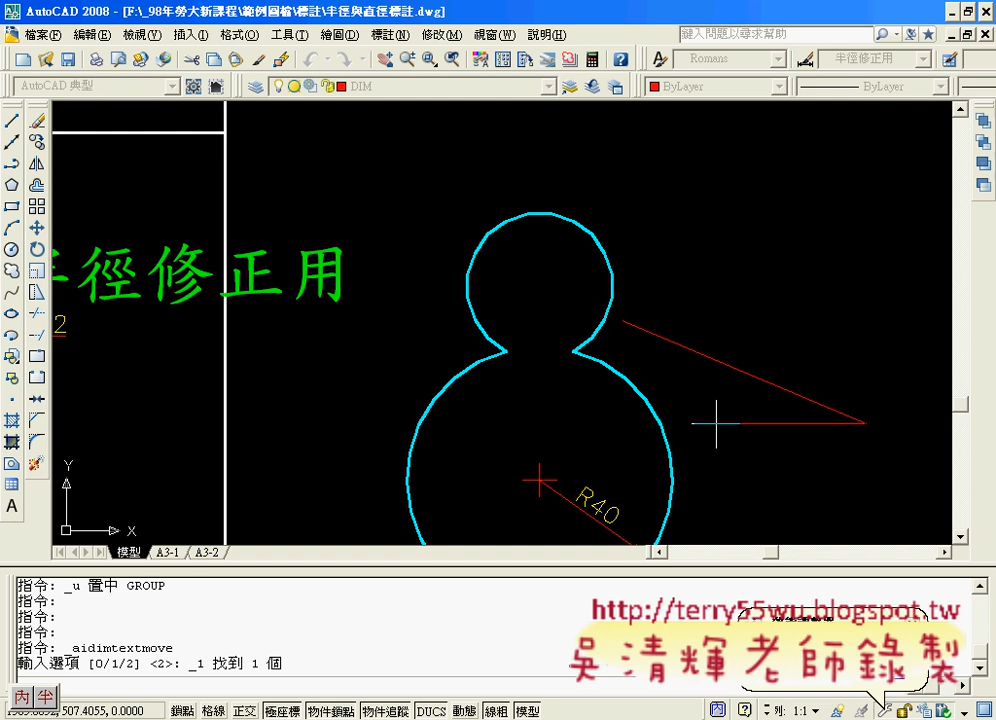 AutoCAD 2008 - [F:\_98年勞大新課程\範例圖檔\標註\半徑與直徑標註.dwg]
檔案(F) 編輯(E) 檢視(V) 插入(I) 格式(O) 工具(T) 繪圖(D) 標註(N) 修改(M) 視窗(W) 說明(H) 鍵入問題以尋求幫助
Romans 半徑修正用
AutoCAD 典型 DIM ByLayer ByLayer
半徑修正用
2
R40
Y
X
A
模型 A3-1 A3-2
指令: _u 置中 GROUP
指令:
指令:
指令:
指令: _aidimtextmove
輸入選項 [0/1/2] <2>: _1 找到 1 個
http://terry55wu.blogspot.tw
吳清輝老師錄製
內 半
507.4055, 0.0000 鎖點 格線 正交 極座標 物件鎖點 物件追蹤 DUCS 動態 線粗 模型 列: 1:1